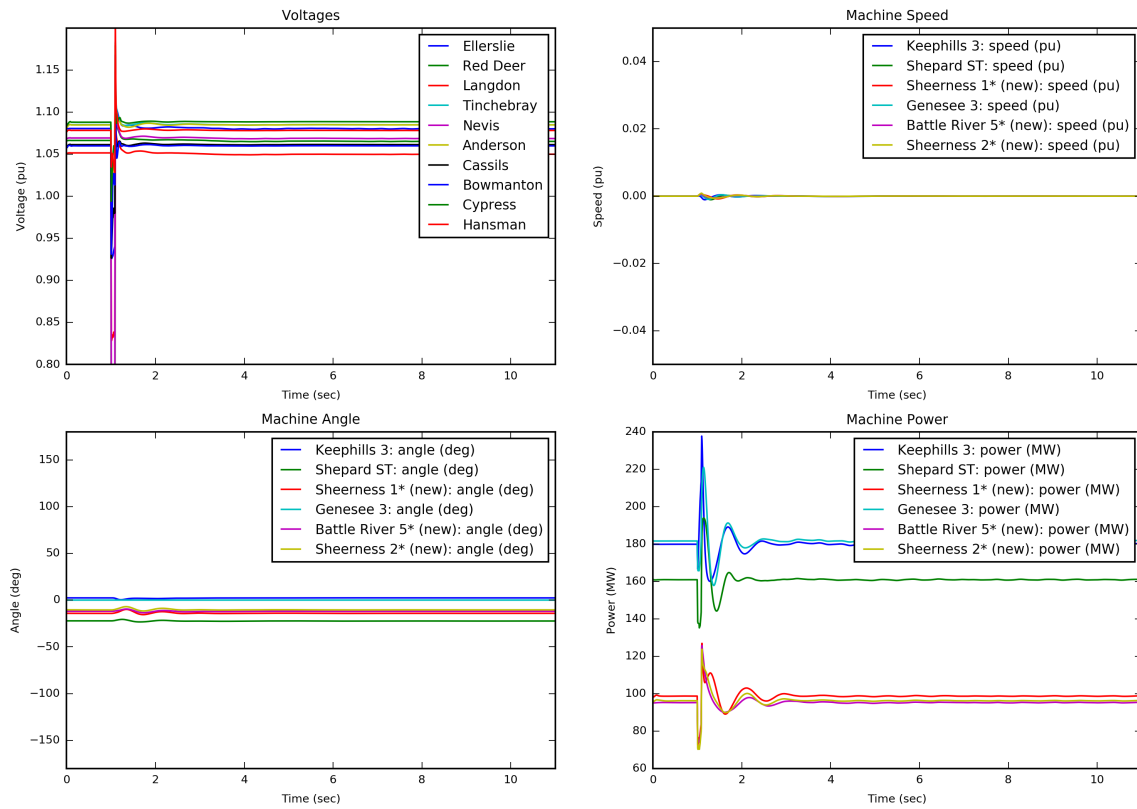 Voltages
1.15
1.10
1.05
1.00
0.95
0.90
0.85
0.80
Voltage (pu)
0
2
4
6
8
10
Time (sec)
Ellerslie
Red Deer
Langdon
Tinchebray
Nevis
Anderson
Cassils
Bowmanton
Cypress
Hansman
Machine Speed
0.04
0.02
0.00
−0.02
−0.04
Speed (pu)
0
2
4
6
8
10
Time (sec)
Keephills 3: speed (pu)
Shepard ST: speed (pu)
Sheerness 1* (new): speed (pu)
Genesee 3: speed (pu)
Battle River 5* (new): speed (pu)
Sheerness 2* (new): speed (pu)
Machine Angle
150
100
50
0
−50
−100
−150
Angle (deg)
0
2
4
6
8
10
Time (sec)
Keephills 3: angle (deg)
Shepard ST: angle (deg)
Sheerness 1* (new): angle (deg)
Genesee 3: angle (deg)
Battle River 5* (new): angle (deg)
Sheerness 2* (new): angle (deg)
Machine Power
240
220
200
180
160
140
120
100
80
60
Power (MW)
0
2
4
6
8
10
Time (sec)
Keephills 3: power (MW)
Shepard ST: power (MW)
Sheerness 1* (new): power (MW)
Genesee 3: power (MW)
Battle River 5* (new): power (MW)
Sheerness 2* (new): power (MW)